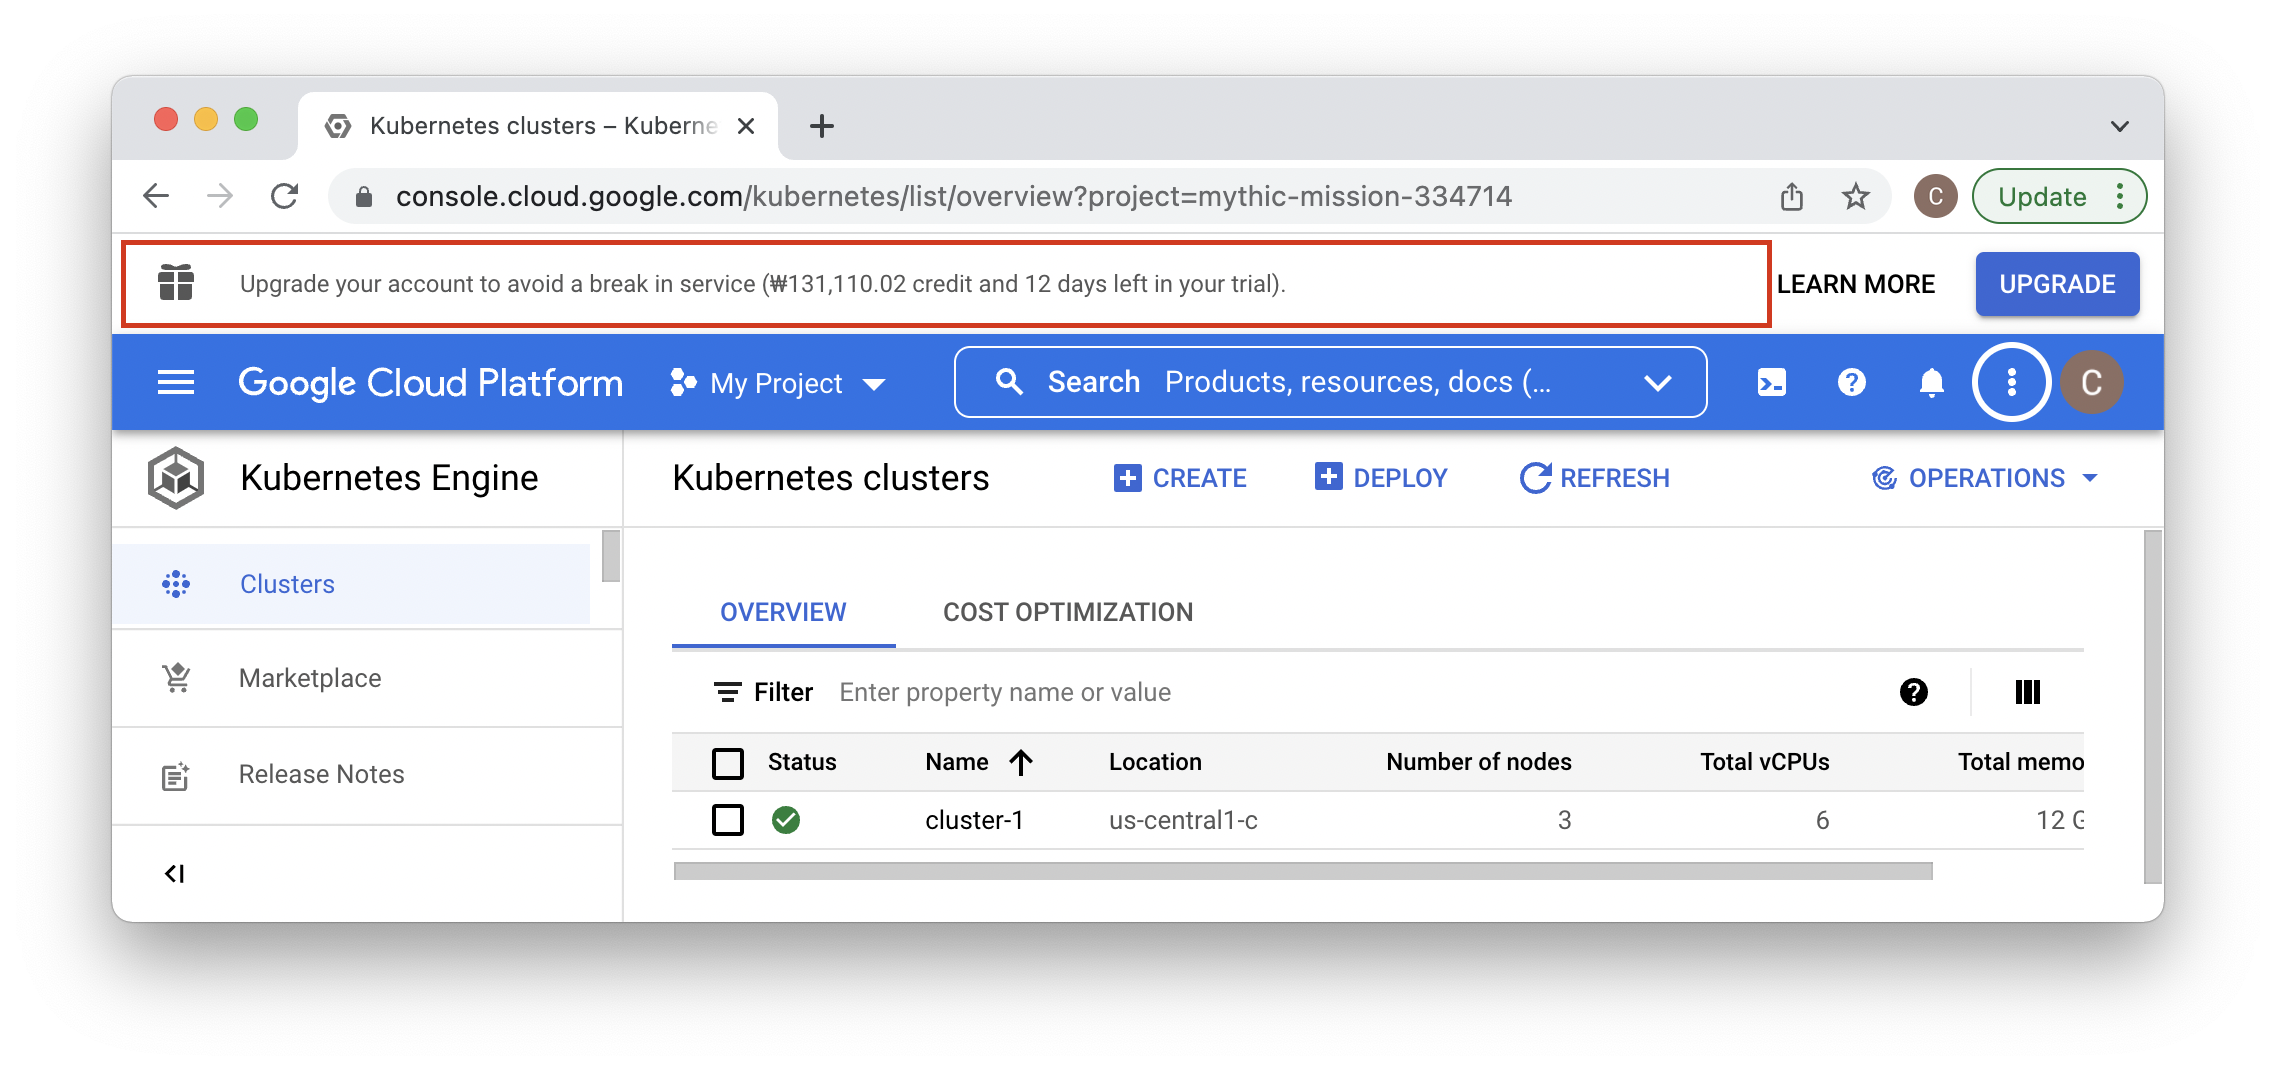 Kubernetes clusters – Kuberne
console.cloud.google.com/kubernetes/list/overview?project=mythic-mission-334714
C
Update
Upgrade your account to avoid a break in service (₩131,110.02 credit and 12 days left in your trial).
LEARN MORE
UPGRADE
Google Cloud Platform
My Project
Search Products, resources, docs (...
C
Kubernetes Engine
Kubernetes clusters
CREATE
DEPLOY
REFRESH
OPERATIONS
Clusters
Marketplace
Release Notes
OVERVIEW
COST OPTIMIZATION
Filter Enter property name or value
Status Name Location Number of nodes Total vCPUs Total memo
cluster-1 us-central1-c 3 6 12 G